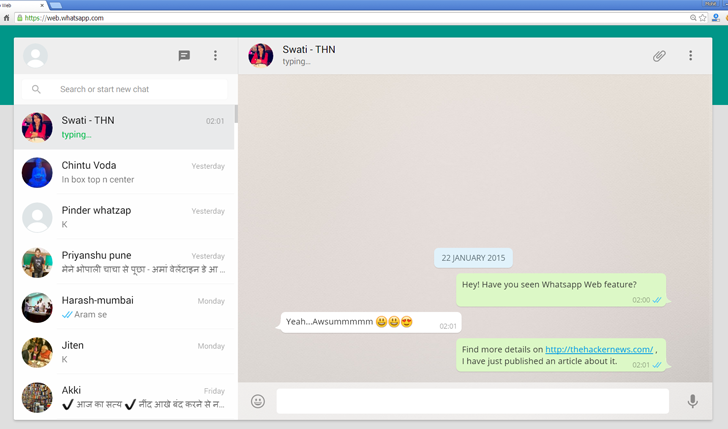 https://web.whatsapp.com
Swati - THN
typing...
Search or start new chat
Swati - THN
02:01
typing...
Chintu Voda
Yesterday
In box top n center
Pinder whatzap
Yesterday
K
Priyanshu pune
Yesterday
मेने भोपाली चाचा से पूछा - अमां वेलेंटाइन डे आ ...
Harash-mumbai
Monday
Aram se
Jiten
Monday
K
Akki
Friday
आज का सत्य ✔ नींद आखे बंद करने से न...
22 JANUARY 2015
Hey! Have you seen Whatsapp Web feature?
02:00
Yeah...Awsummmmm 😃😃😍
02:01
Find more details on http://thehackernews.com/ ,
I have just published an article about it.
02:01